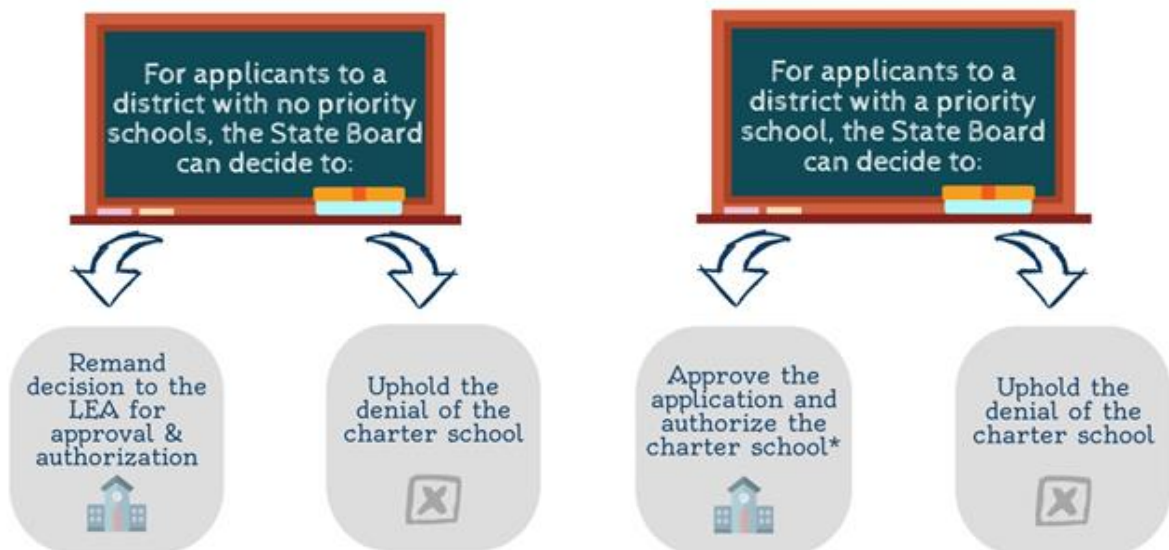 For applicants to a
district with no priority
schools, the State Board
can decide to:
Remand
decision to the
LEA for
approval &
authorization
Uphold the
denial of the
charter school
For applicants to a
district with a priority
school, the State Board
can decide to:
Approve the
application and
authorize the
charter school*
Uphold the
denial of the
charter school